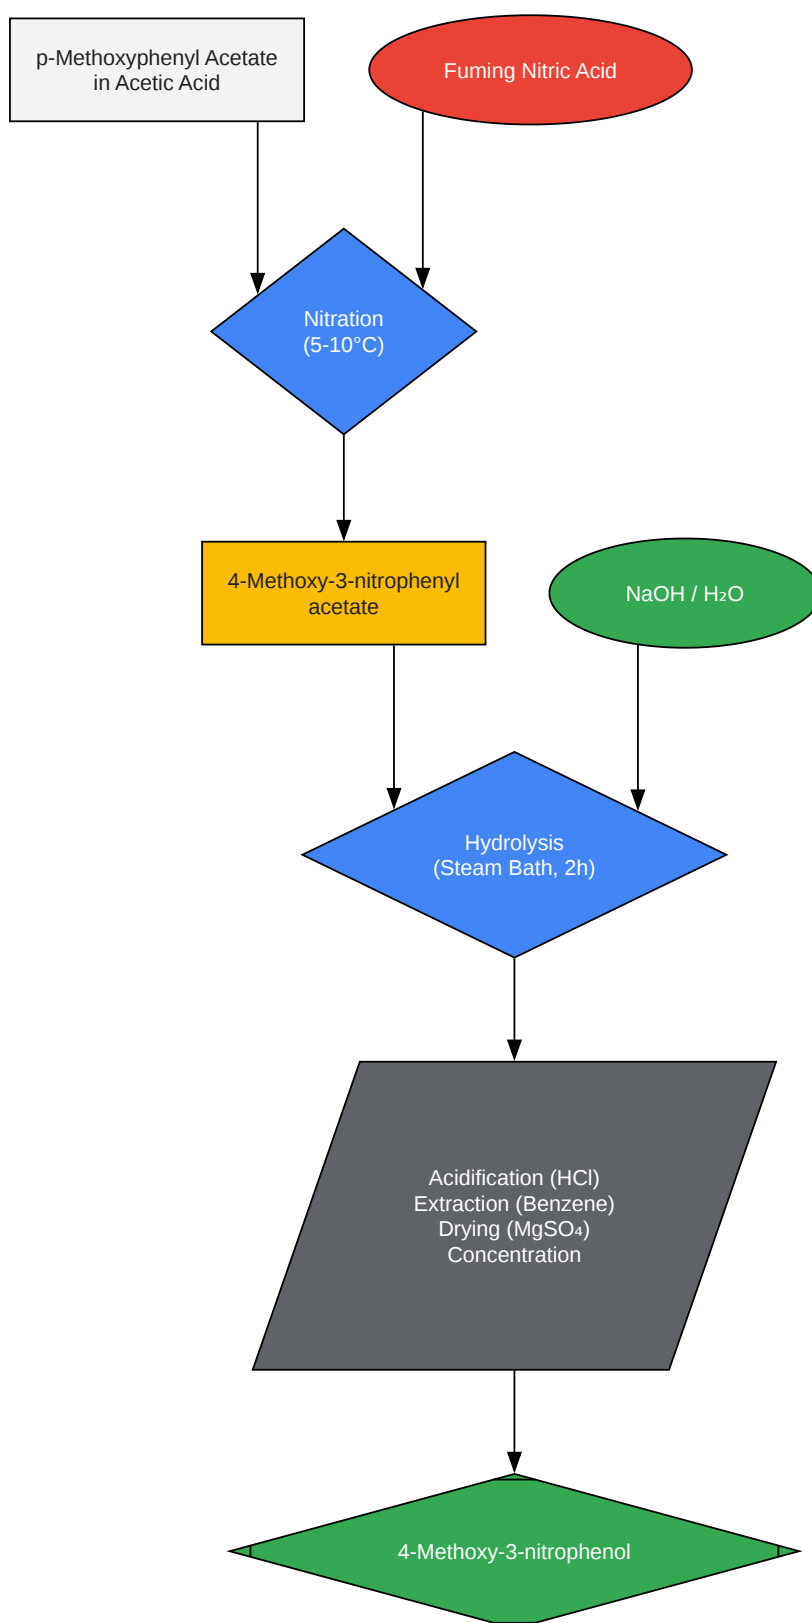 p-Methoxyphenyl Acetate
in Acetic Acid
Fuming Nitric Acid
Nitration
(5-10°C)
4-Methoxy-3-nitrophenyl
acetate
NaOH / H₂O
Hydrolysis
(Steam Bath, 2h)
Acidification (HCl)
Extraction (Benzene)
Drying (MgSO₄)
Concentration
4-Methoxy-3-nitrophenol